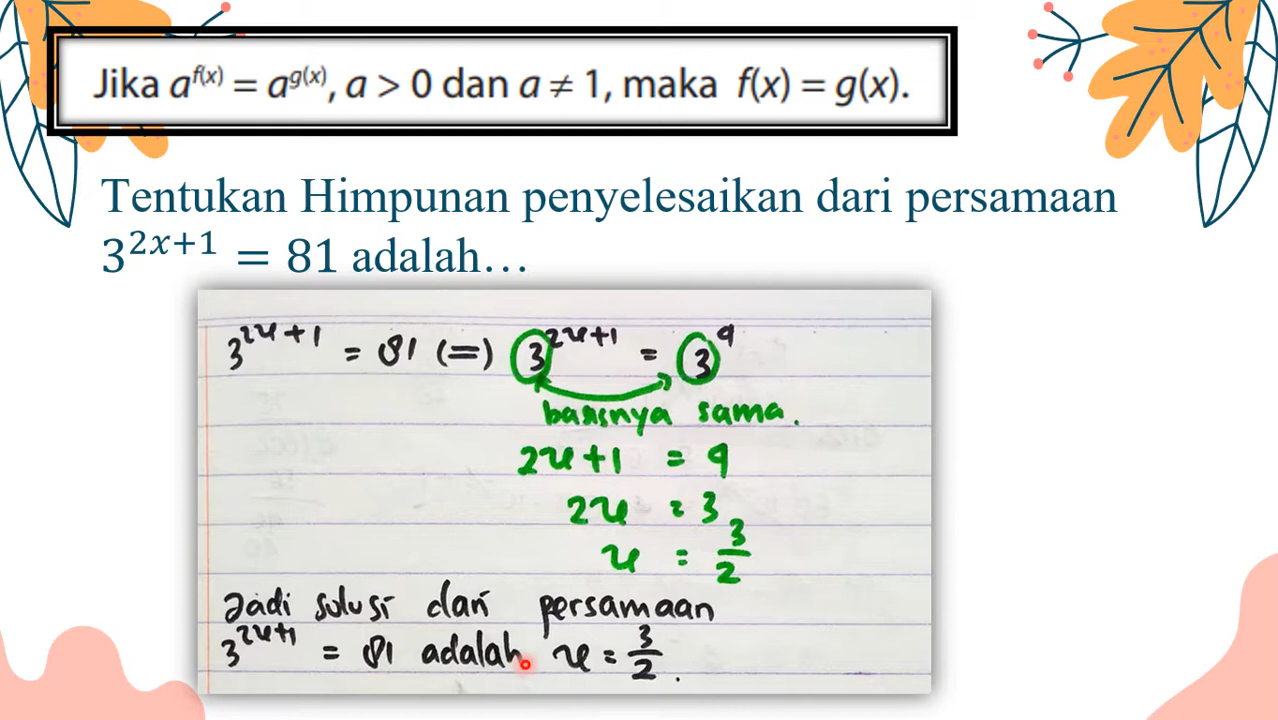 Jika a^f(x) = a^g(x), a > 0 dan a ≠ 1, maka f(x) = g(x).
Tentukan Himpunan penyelesaikan dari persamaan
3^2x+1 = 81 adalah…
3^2x+1 = 81 (=) 3^2x+1 = 3^4
basisnya sama.
2x+1 = 4
2x = 3
x = 3/2
Jadi solusi dari persamaan
3^2x+1 = 81 adalah x = 3/2.